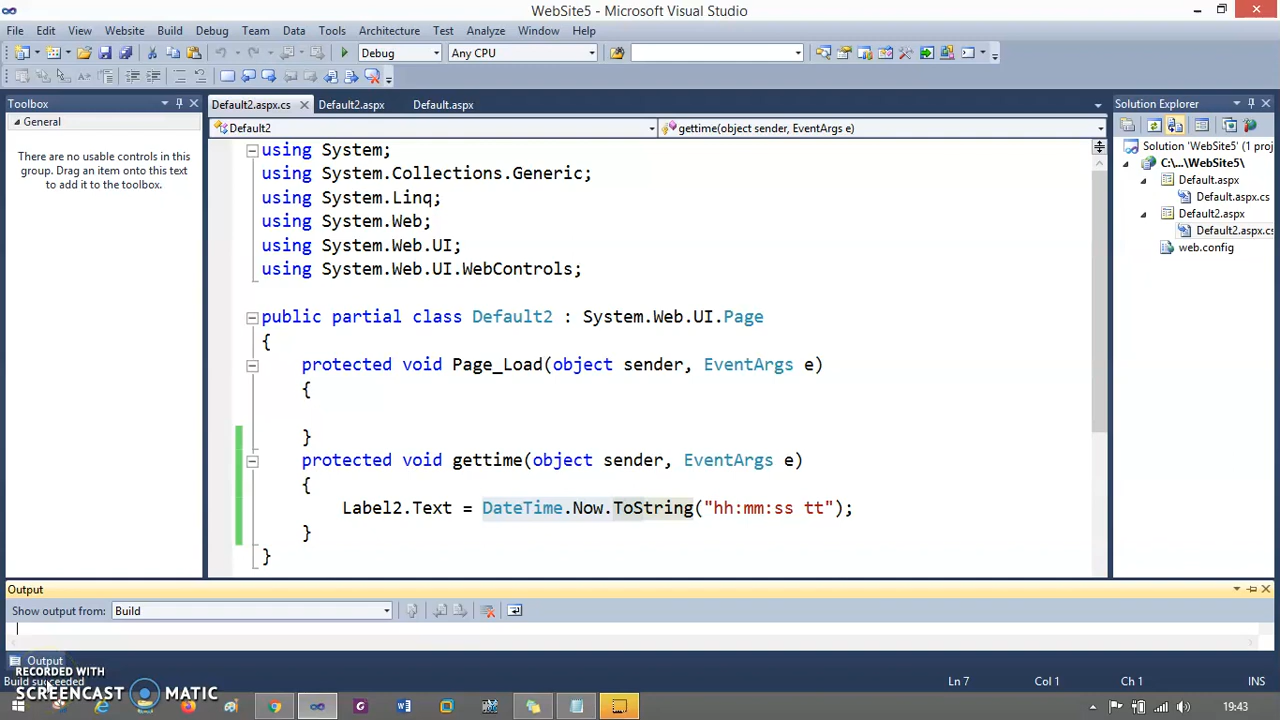 WebSite5 - Microsoft Visual Studio
File Edit View Website Build Debug Team Data Tools Architecture Test Analyze Window Help
Debug Any CPU
Toolbox
General
There are no usable controls in this
group. Drag an item onto this text
to add it to the toolbox.
Default2.aspx.cs Default2.aspx Default.aspx
Default2 gettime(object sender, EventArgs e)
using System;
using System.Collections.Generic;
using System.Linq;
using System.Web;
using System.Web.UI;
using System.Web.UI.WebControls;
public partial class Default2 : System.Web.UI.Page
{
protected void Page_Load(object sender, EventArgs e)
{
}
protected void gettime(object sender, EventArgs e)
{
Label2.Text = DateTime.Now.ToString("hh:mm:ss tt");
}
}
Solution Explorer
Solution 'WebSite5' (1 proj
C:\...\WebSite5\
Default.aspx
Default.aspx.cs
Default2.aspx
Default2.aspx.cs
web.config
Output
Show output from: Build
Output
Build succeeded
Ln 7 Col 1 Ch 1 INS
RECORDED WITH
SCREENCAST MATIC
19:43